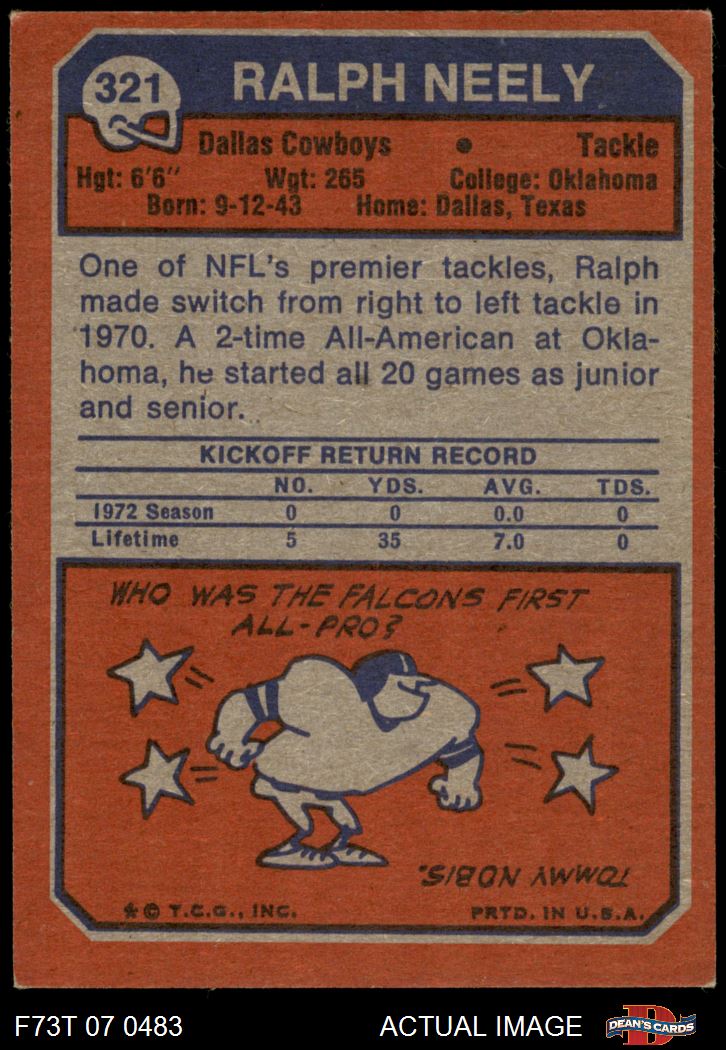 321
RALPH NEELY
Dallas Cowboys • Tackle
Hgt: 6'6" Wgt: 265 College: Oklahoma
Born: 9-12-43 Home: Dallas, Texas
One of NFL's premier tackles, Ralph
made switch from right to left tackle in
1970. A 2-time All-American at Okla-
homa, he started all 20 games as junior
and senior.
KICKOFF RETURN RECORD
NO. YDS. AVG. TDS.
1972 Season 0 0 0.0 0
Lifetime 5 35 7.0 0
WHO WAS THE FALCONS FIRST
ALL-PRO?
TOMMY NOBIS.
* © T.C.G., INC. PRTD. IN U.S.A.
F73T 07 0483 ACTUAL IMAGE
D
DEAN'S CARDS